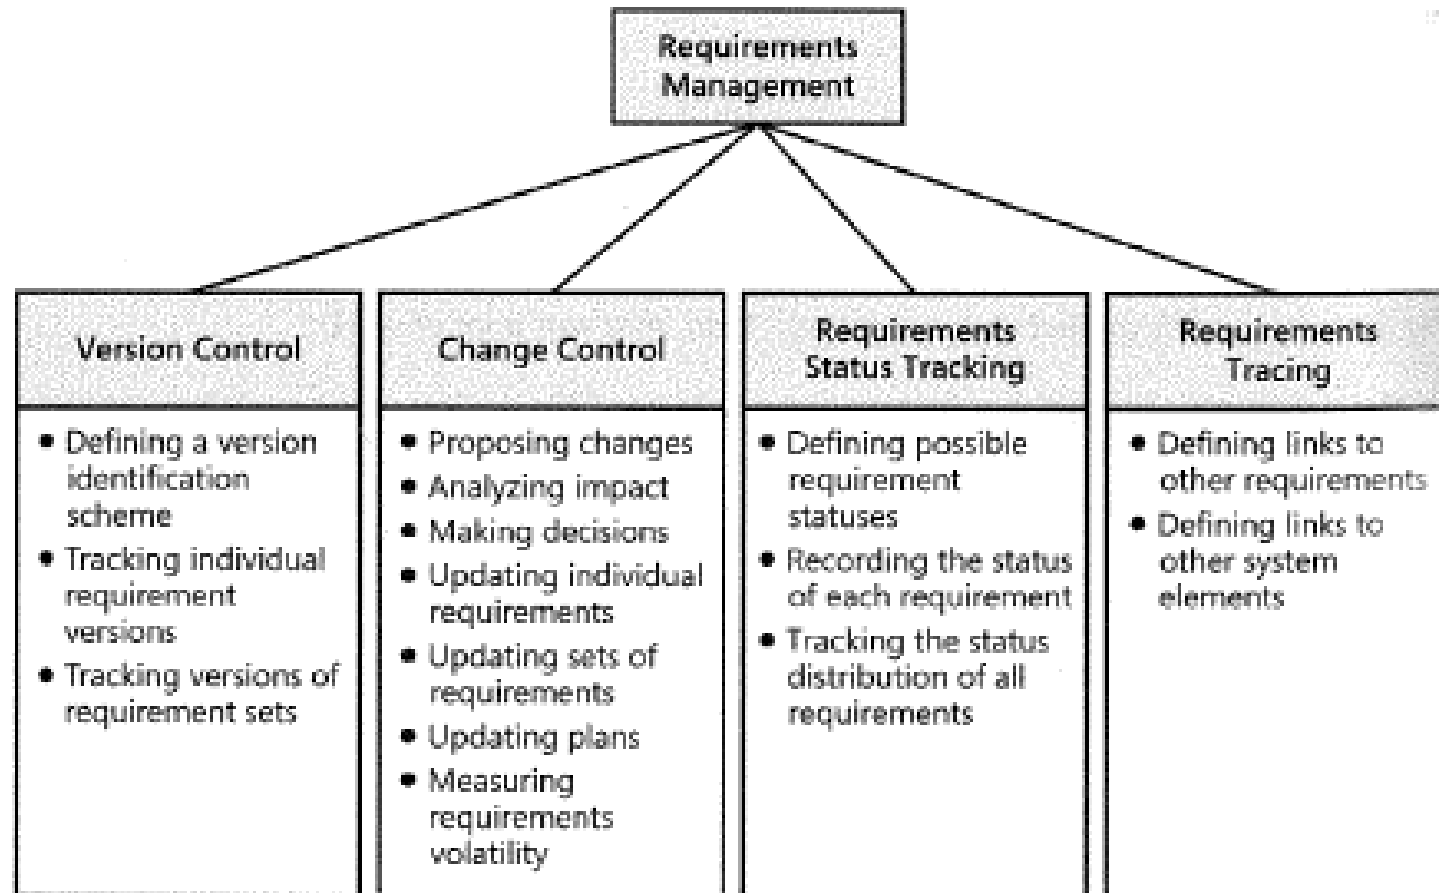 Requirements
Management
Version Control
● Defining a version
identification
scheme
● Tracking individual
requirement
versions
● Tracking versions of
requirement sets
Change Control
● Proposing changes
● Analyzing impact
● Making decisions
● Updating individual
requirements
● Updating sets of
requirements
● Updating plans
● Measuring
requirements
volatility
Requirements
Status Tracking
● Defining possible
requirement
statuses
● Recording the status
of each requirement
● Tracking the status
distribution of all
requirements
Requirements
Tracing
● Defining links to
other requirements
● Defining links to
other system
elements